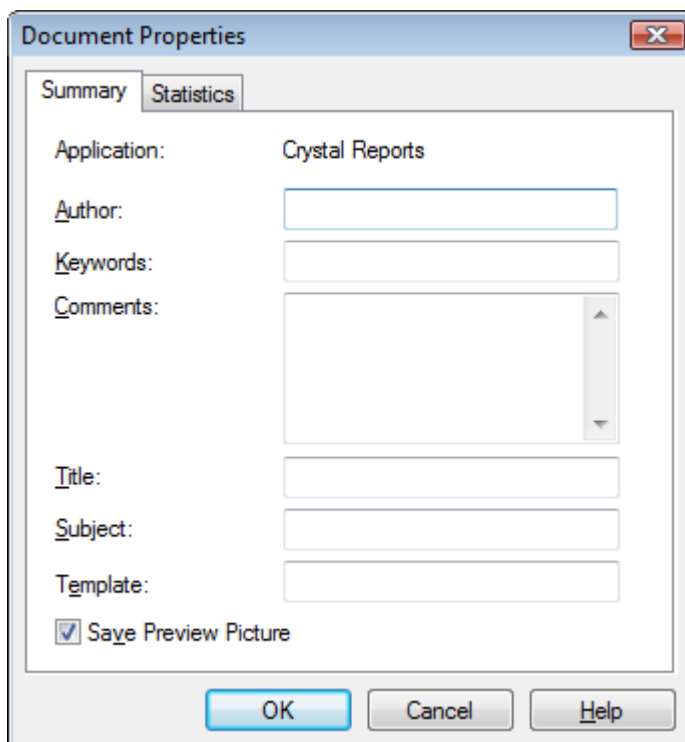 Document Properties
Summary Statistics
Application: Crystal Reports
Author:
Keywords:
Comments:
Title:
Subject:
Template:
Save Preview Picture
OK Cancel Help